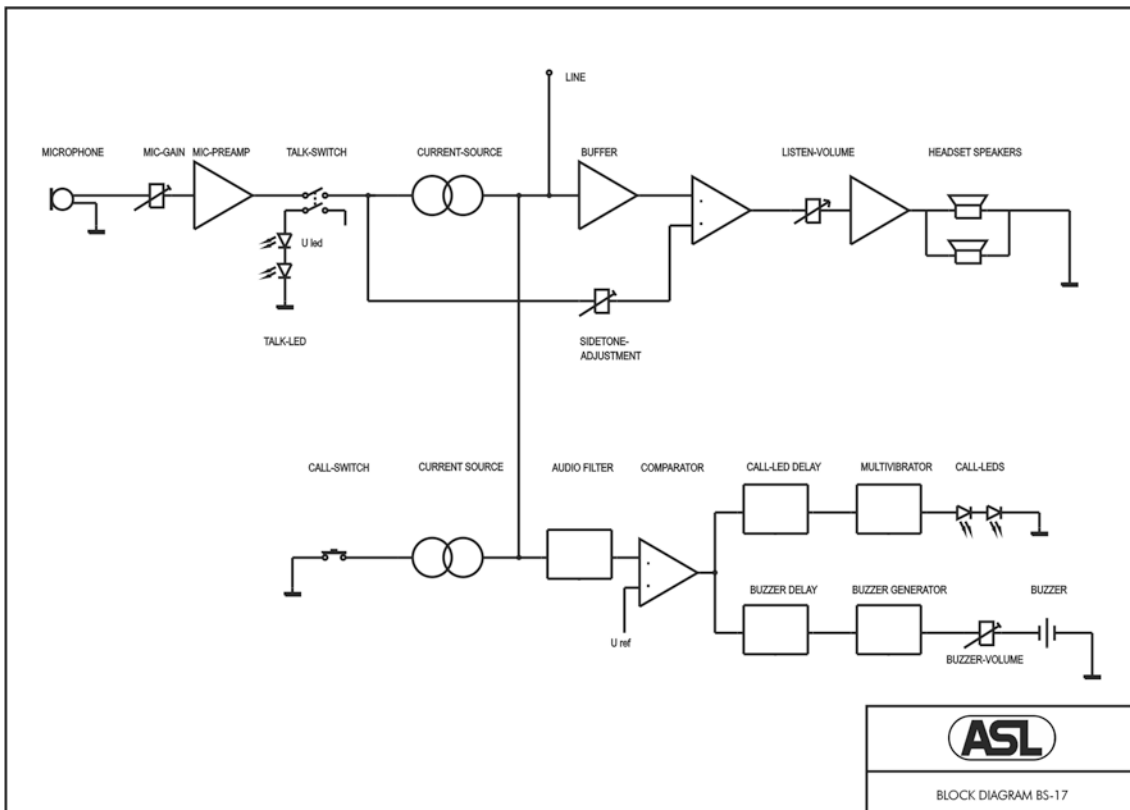 LINE
MICROPHONE
MIC-GAIN
MIC-PREAMP
TALK-SWITCH
CURRENT-SOURCE
BUFFER
LISTEN-VOLUME
HEADSET SPEAKERS
U led
TALK-LED
SIDETONE-
ADJUSTMENT
CALL-SWITCH
CURRENT SOURCE
AUDIO FILTER
COMPARATOR
CALL-LED DELAY
MULTIVIBRATOR
CALL-LEDS
BUZZER DELAY
BUZZER GENERATOR
BUZZER
U ref
BUZZER-VOLUME
ASL
BLOCK DIAGRAM BS-17